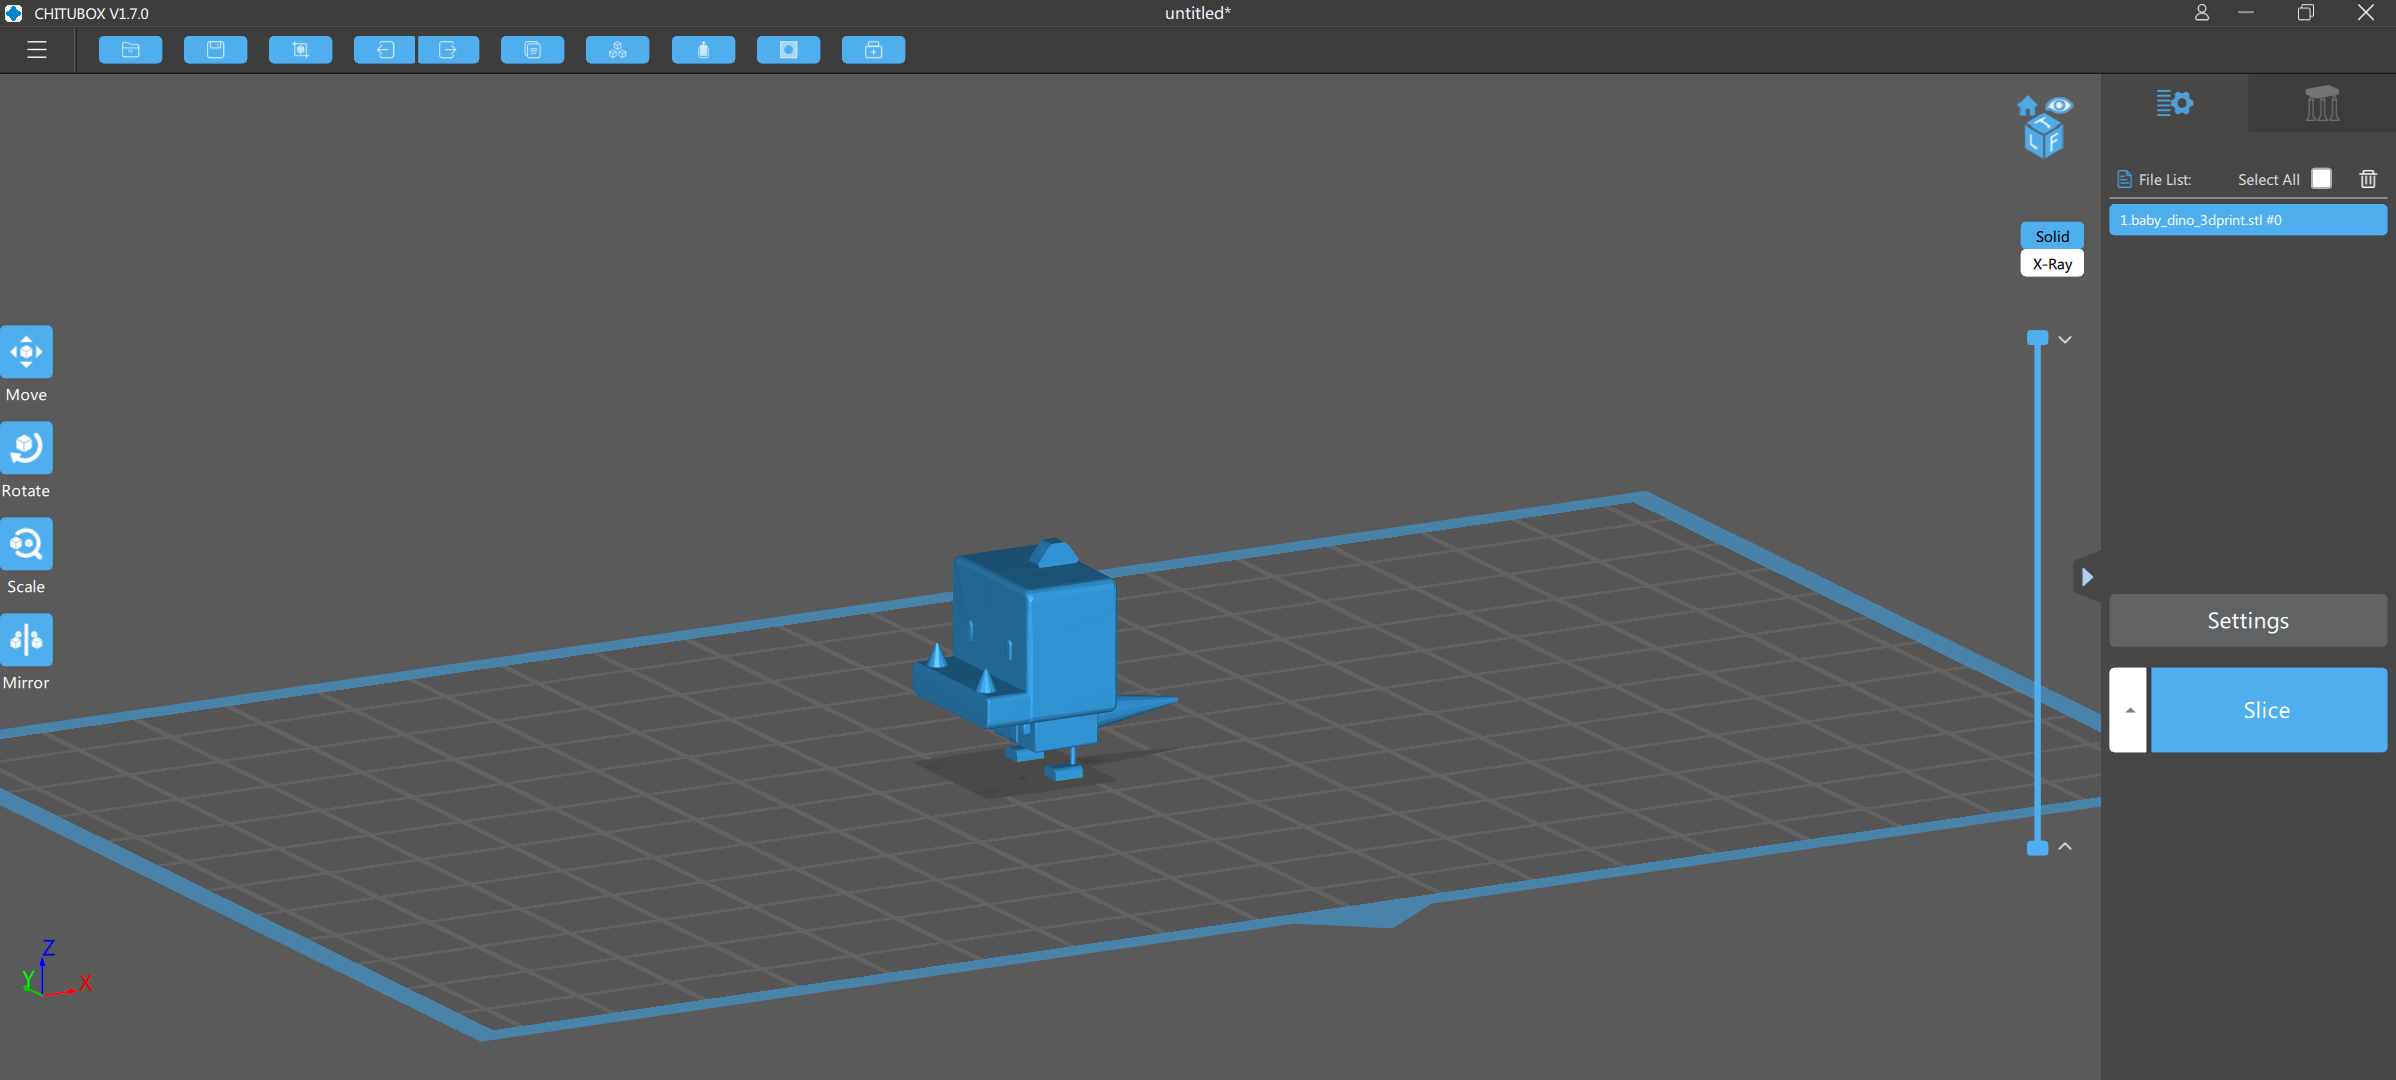 CHITUBOX V1.7.0
untitled*
T
L F
File List:
Select All
1.baby_dino_3dprint.stl #0
Solid
X-Ray
Move
Rotate
Scale
Mirror
Settings
Slice
Z
Y
X